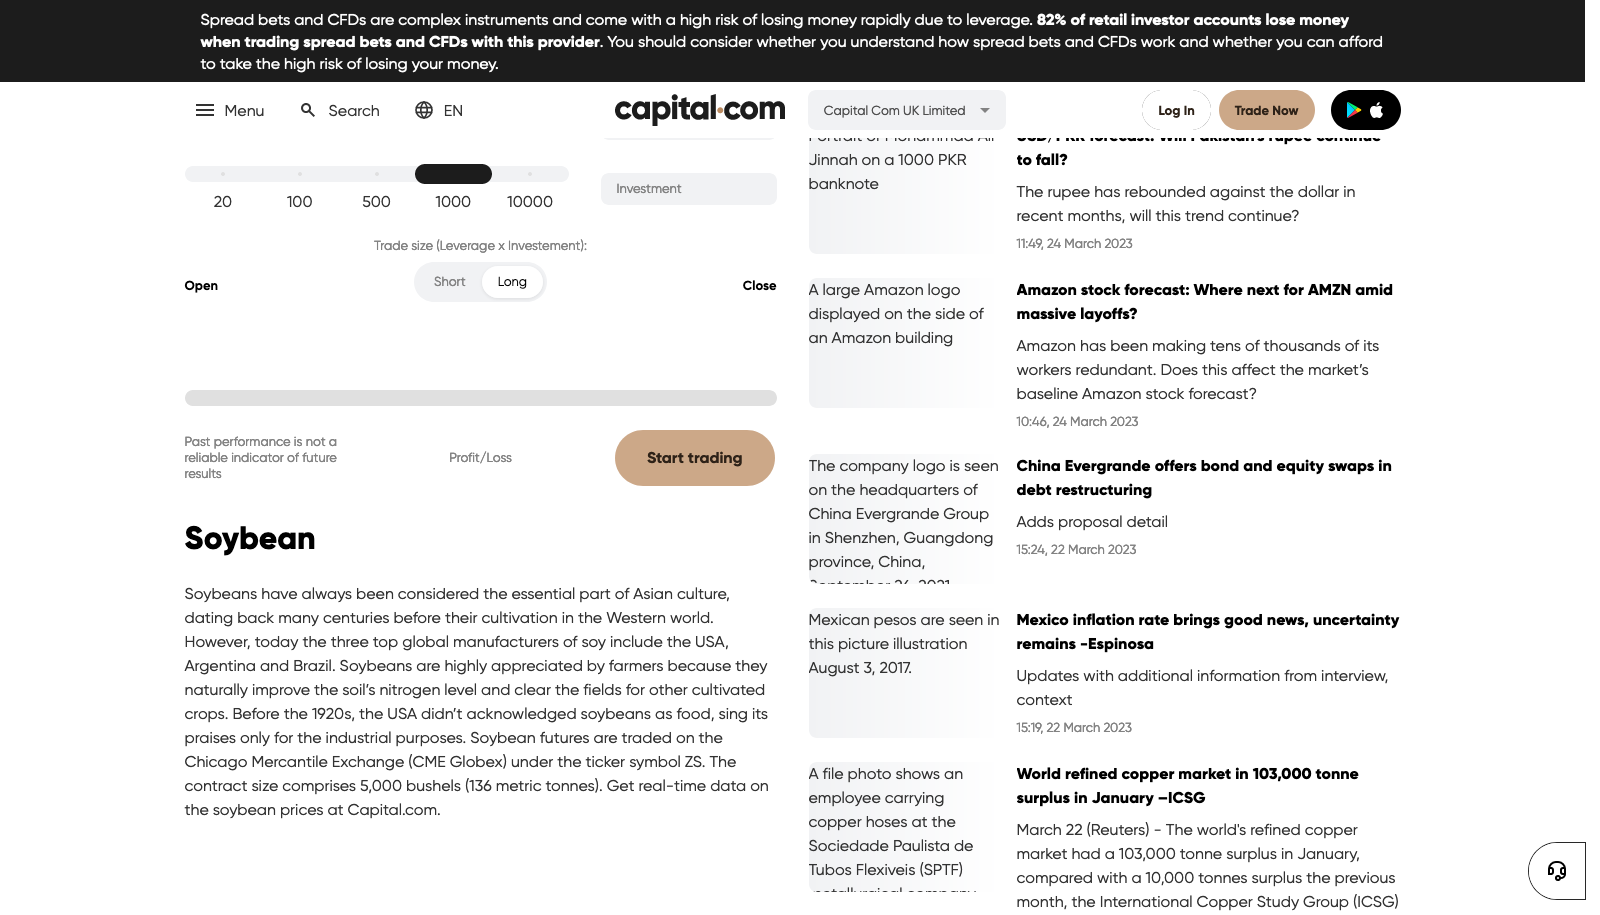 Spread bets and CFDs are complex instruments and come with a high risk of losing money rapidly due to leverage. 82% of retail investor accounts lose money
when trading spread bets and CFDs with this provider. You should consider whether you understand how spread bets and CFDs work and whether you can afford
to take the high risk of losing your money.
Menu
Search
EN
capital.com
Capital Com UK Limited
Log In
Trade Now
20
100
500
1000
10000
Investment
Trade size (Leverage x Investement):
Open
Short
Long
Close
Past performance is not a
reliable indicator of future
results
Profit/Loss
Start trading
Soybean
Soybeans have always been considered the essential part of Asian culture,
dating back many centuries before their cultivation in the Western world.
However, today the three top global manufacturers of soy include the USA,
Argentina and Brazil. Soybeans are highly appreciated by farmers because they
naturally improve the soil’s nitrogen level and clear the fields for other cultivated
crops. Before the 1920s, the USA didn’t acknowledged soybeans as food, sing its
praises only for the industrial purposes. Soybean futures are traded on the
Chicago Mercantile Exchange (CME Globex) under the ticker symbol ZS. The
contract size comprises 5,000 bushels (136 metric tonnes). Get real-time data on
the soybean prices at Capital.com.
Portrait of Mohammad Ali
Jinnah on a 1000 PKR
banknote
USD/PKR forecast: Will Pakistan’s rupee continue
to fall?
The rupee has rebounded against the dollar in
recent months, will this trend continue?
11:49, 24 March 2023
A large Amazon logo
displayed on the side of
an Amazon building
Amazon stock forecast: Where next for AMZN amid
massive layoffs?
Amazon has been making tens of thousands of its
workers redundant. Does this affect the market’s
baseline Amazon stock forecast?
10:46, 24 March 2023
The company logo is seen
on the headquarters of
China Evergrande Group
in Shenzhen, Guangdong
province, China,
September 26, 2021
China Evergrande offers bond and equity swaps in
debt restructuring
Adds proposal detail
15:24, 22 March 2023
Mexican pesos are seen in
this picture illustration
August 3, 2017.
Mexico inflation rate brings good news, uncertainty
remains -Espinosa
Updates with additional information from interview,
context
15:19, 22 March 2023
A file photo shows an
employee carrying
copper hoses at the
Sociedade Paulista de
Tubos Flexiveis (SPTF)
metallurgical company
World refined copper market in 103,000 tonne
surplus in January –ICSG
March 22 (Reuters) - The world's refined copper
market had a 103,000 tonne surplus in January,
compared with a 10,000 tonnes surplus the previous
month, the International Copper Study Group (ICSG)